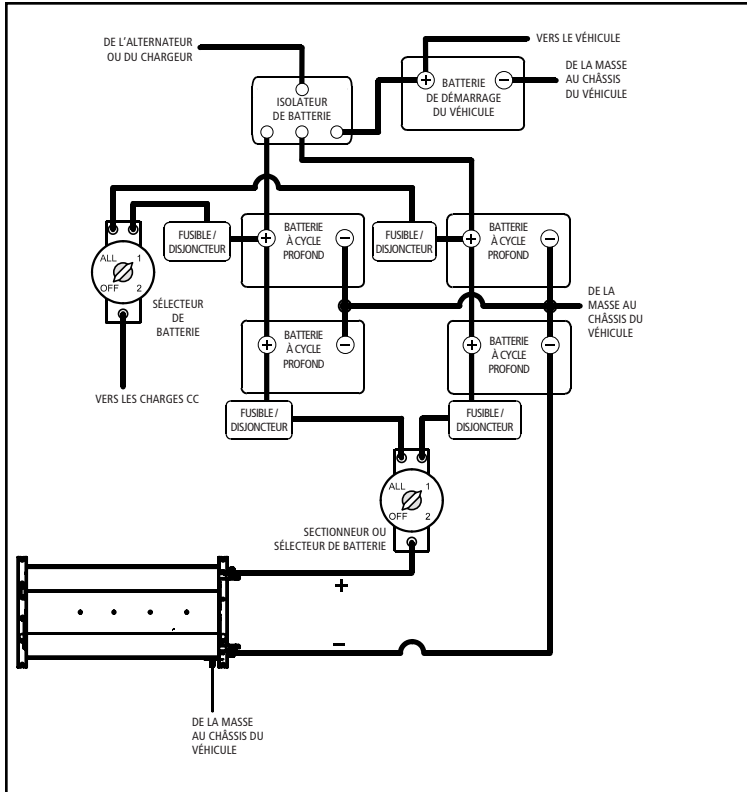 DE L'ALTERNATEUR
OU DU CHARGEUR
VERS LE VÉHICULE
DE LA MASSE
AU CHÂSSIS
DU VÉHICULE
+
BATTERIE
DE DÉMARRAGE
DU VÉHICULE
−
ISOLATEUR
DE BATTERIE
FUSIBLE /
DISJONCTEUR
+
BATTERIE
À CYCLE
PROFOND
−
FUSIBLE /
DISJONCTEUR
+
BATTERIE
À CYCLE
PROFOND
−
ALL 1
OFF 2
SÉLECTEUR
DE
BATTERIE
DE LA
MASSE AU
CHÂSSIS DU
VÉHICULE
+
BATTERIE
À CYCLE
PROFOND
−
+
BATTERIE
À CYCLE
PROFOND
−
VERS LES CHARGES CC
FUSIBLE /
DISJONCTEUR
FUSIBLE /
DISJONCTEUR
ALL 1
OFF 2
SECTIONNEUR OU
SÉLECTEUR DE BATTERIE
+
−
DE LA MASSE
AU CHÂSSIS DU
VÉHICULE